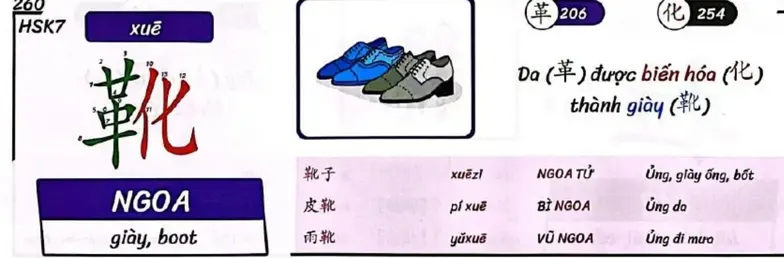 260
HSK7
xuē
靴
NGOA
giày, boot
革 206
化 254
Da (革) được biến hóa (化)
thành giày (靴)
靴子 xuēzi NGOA TỬ Ủng, giày ống, bốt
皮靴 pí xuē BÌ NGOA Ủng da
雨靴 yǔxuē VŨ NGOA Ủng đi mưa